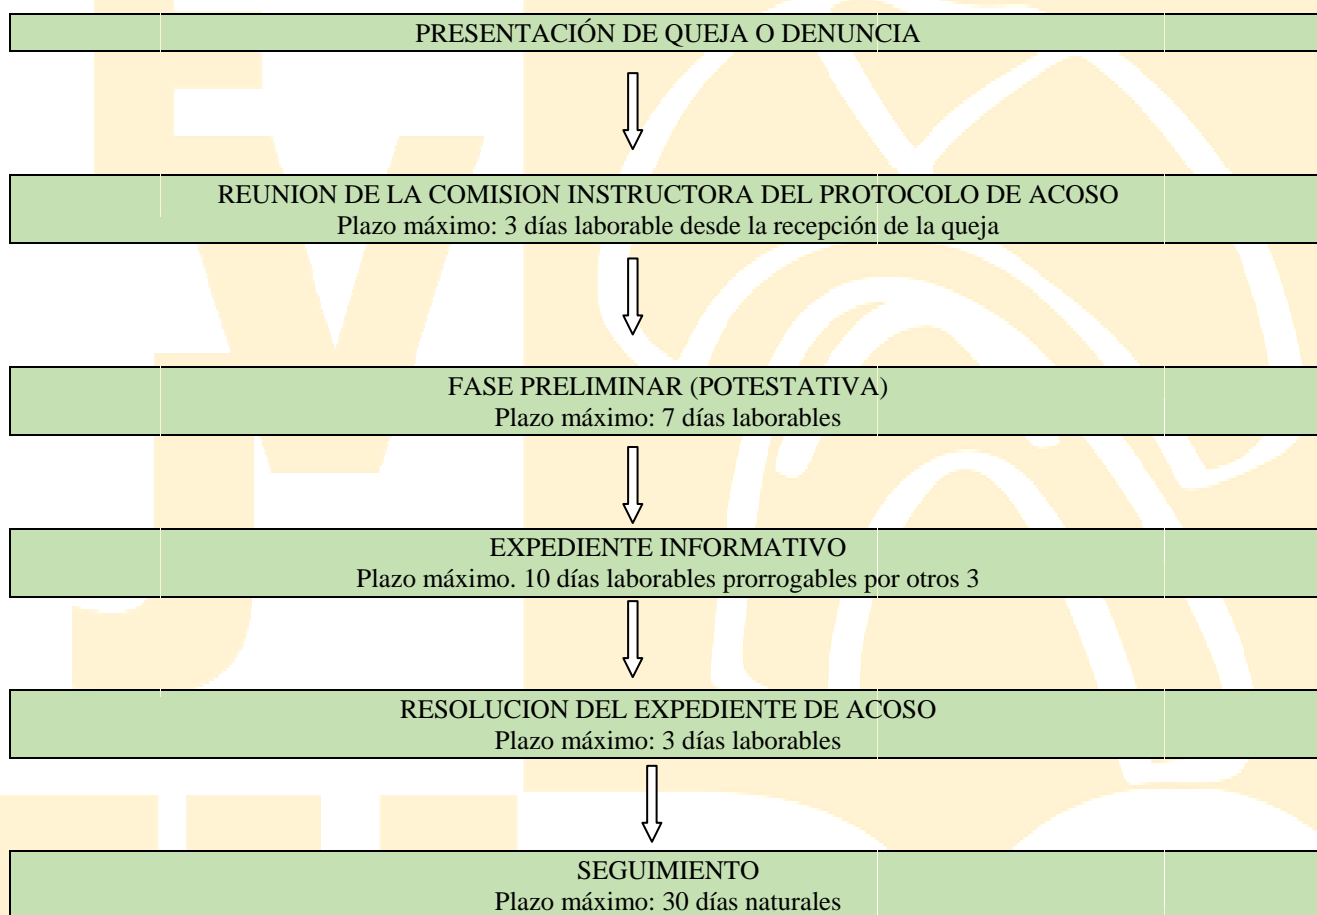 PRESENTACIÓN DE QUEJA O DENUNCIA
REUNION DE LA COMISION INSTRUCTORA DEL PROTOCOLO DE ACOSO
Plazo máximo: 3 días laborable desde la recepción de la queja
FASE PRELIMINAR (POTESTATIVA)
Plazo máximo: 7 días laborables
EXPEDIENTE INFORMATIVO
Plazo máximo. 10 días laborables prorrogables por otros 3
RESOLUCION DEL EXPEDIENTE DE ACOSO
Plazo máximo: 3 días laborables
SEGUIMIENTO
Plazo máximo: 30 días naturales